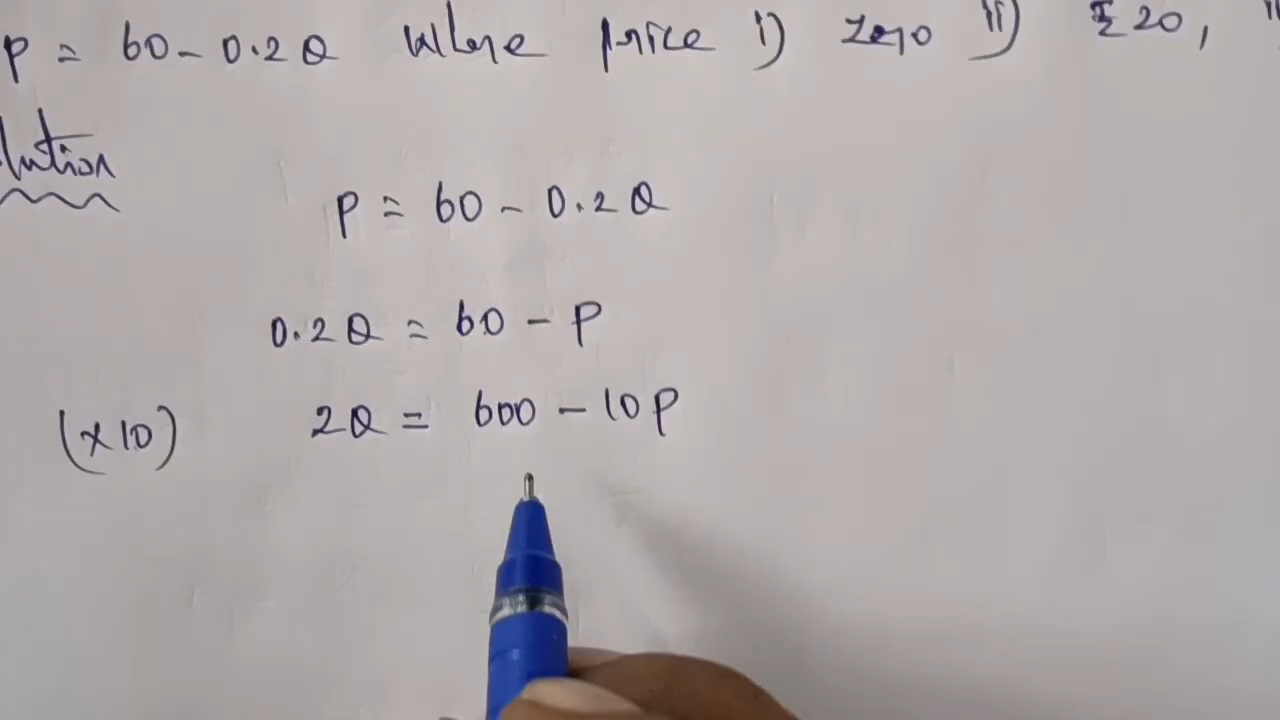 P = 60 - 0.2Q where price i) zero ii) ₹20,
lution
P = 60 - 0.2Q
0.2Q = 60 - P
(x10) 2Q = 600 - 10P